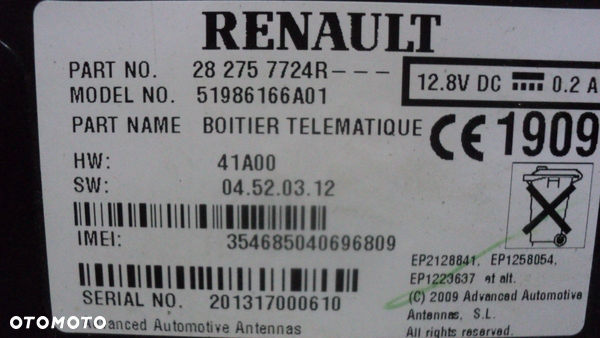 RENAULT
PART NO. 28 275 7724R---
12.8V DC 0.2 A
MODEL NO. 51986166A01
PART NAME BOITIER TELEMATIQUE
CE 1909
HW: 41A00
SW: 04.52.03.12
IMEI: 354685040696809
EP2128841, EP1258054,
EP1223637 et alt.
(C) 2009 Advanced Automotive
Antennas, S.L.
All rights reserved.
SERIAL NO. 201317000610
Advanced Automotive Antennas
OTOMOTO
OTOMOTO